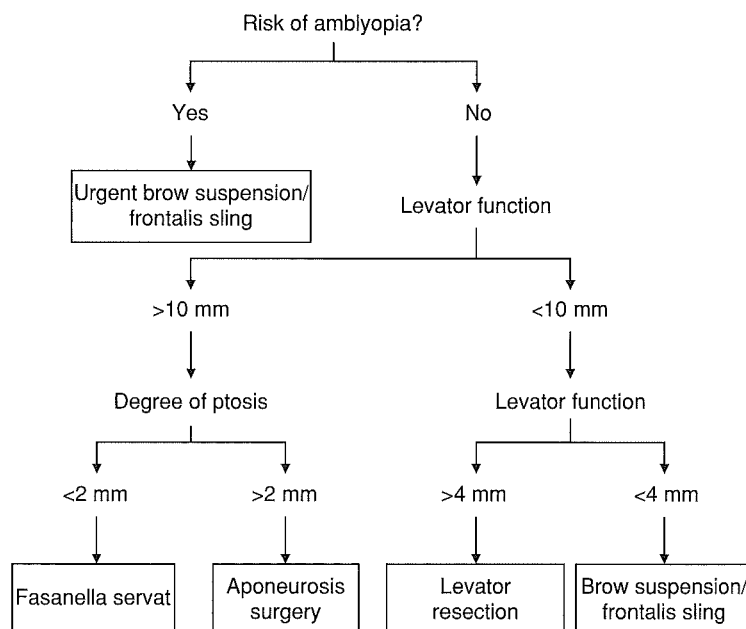 Risk of amblyopia?
Yes
No
Urgent brow suspension/
frontalis sling
Levator function
>10 mm
<10 mm
Degree of ptosis
Levator function
<2 mm
>2 mm
>4 mm
<4 mm
Fasanella servat
Aponeurosis
surgery
Levator
resection
Brow suspension/
frontalis sling